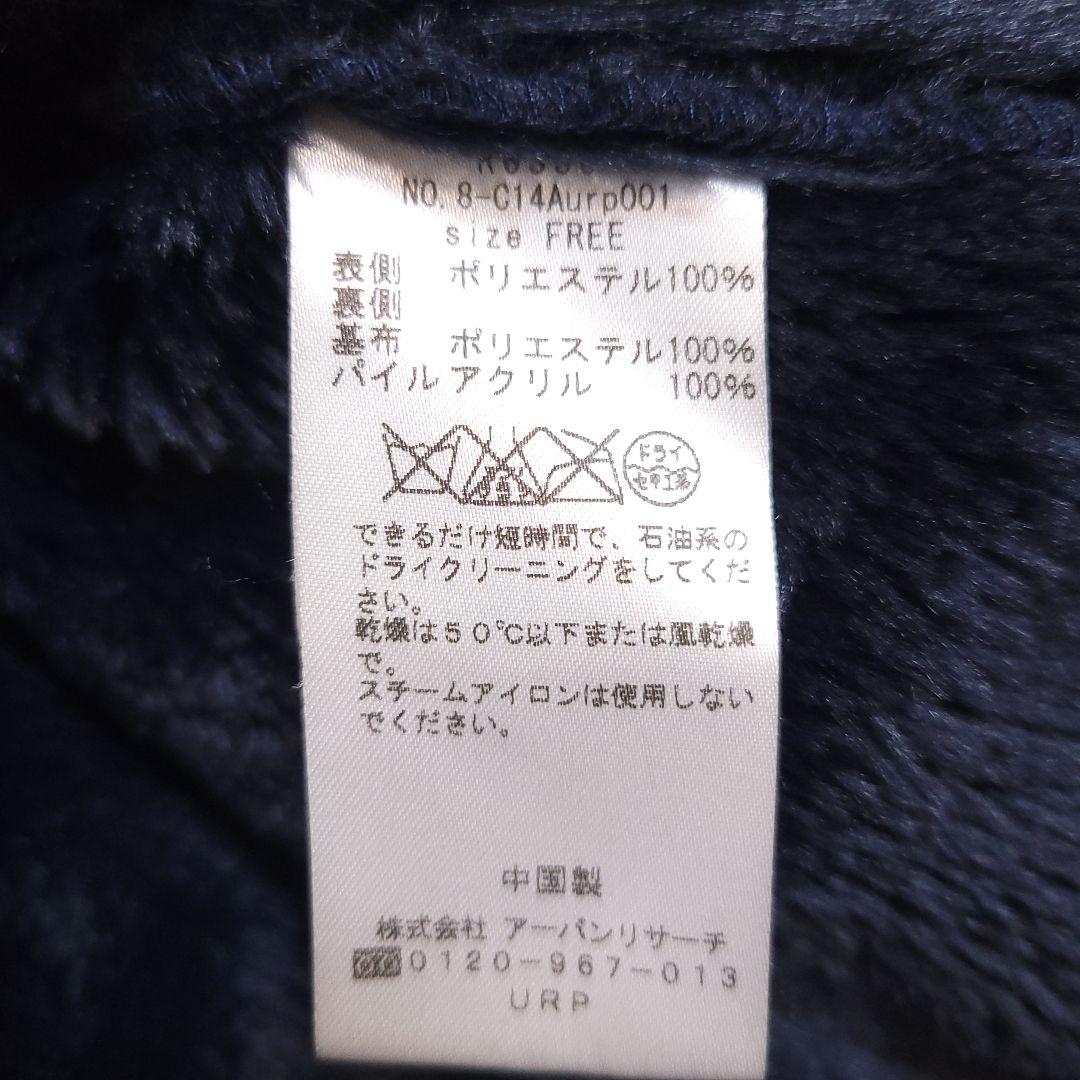 NO. 8-C14Aurp001
size FREE
表側 ポリエステル100%
裏側
基布 ポリエステル100%
パイル アクリル 100%
ドライ
セキユ系
できるだけ短時間で、石油系の
ドライクリーニングをしてくだ
さい。
乾燥は50℃以下または風乾燥
で。
スチームアイロンは使用しない
でください。
中国製
株式会社 アーバンリサーチ
0120-967-013
URP